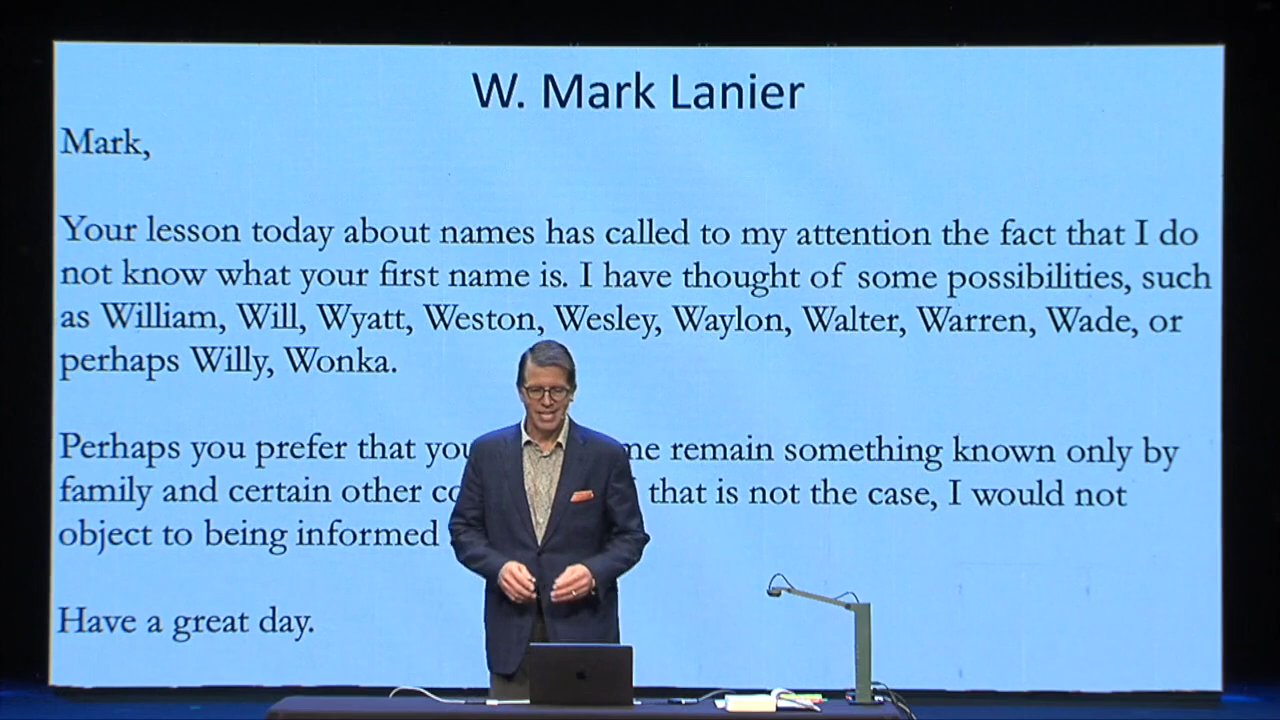 W. Mark Lanier
Mark,
Your lesson today about names has called to my attention the fact that I do
not know what your first name is. I have thought of some possibilities, such
as William, Will, Wyatt, Weston, Wesley, Waylon, Walter, Warren, Wade, or
perhaps Willy, Wonka.
Perhaps you prefer that remain something known only by
family and certain other that is not the case, I would not
object to being informed
Have a great day.